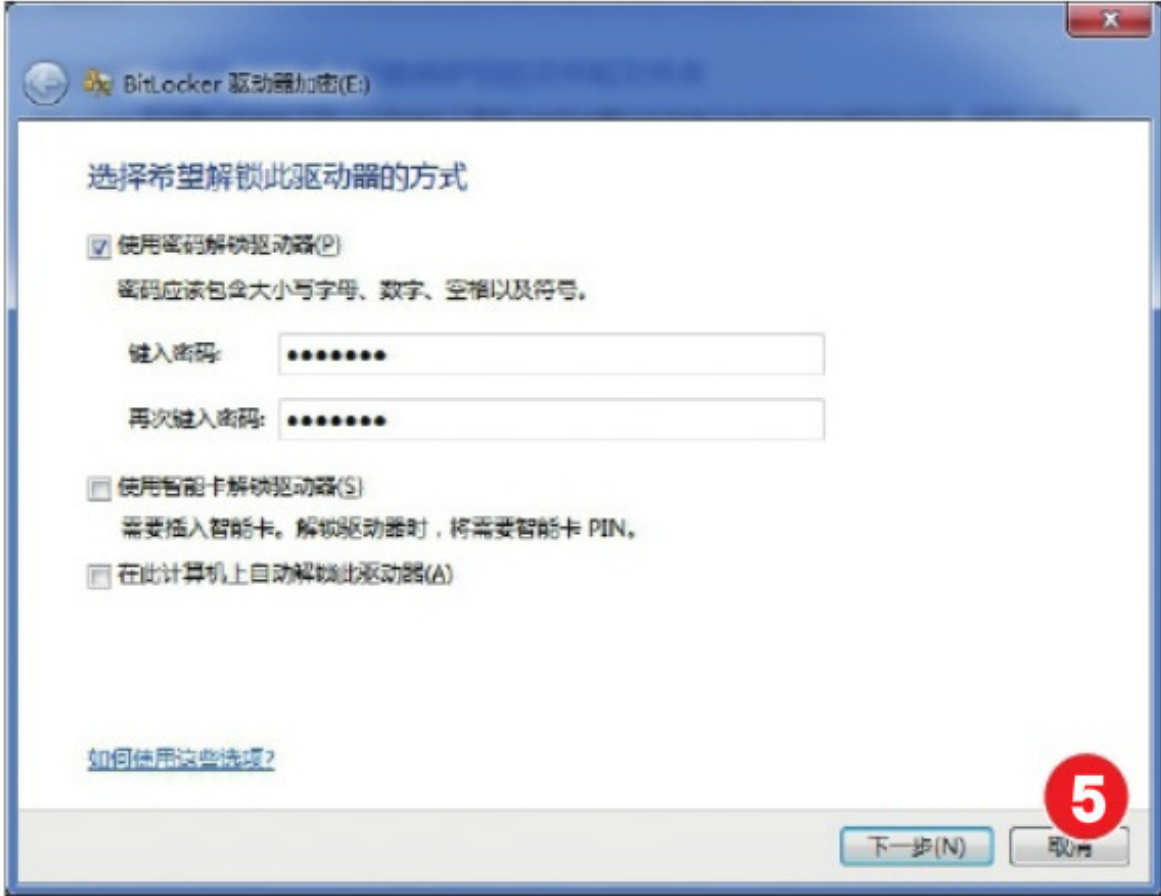 BitLocker 驱动器加密(E:)
选择希望解锁此驱动器的方式
使用密码解锁驱动器(P)
密码应该包含大小写字母、数字、空格以及符号。
键入密码: ●●●●●●●
再次键入密码: ●●●●●●●
使用智能卡解锁驱动器(S)
需要插入智能卡。解锁驱动器时，将需要智能卡 PIN。
在此计算机上自动解锁此驱动器(A)
如何使用这些选项?
5
下一步(N) 取消